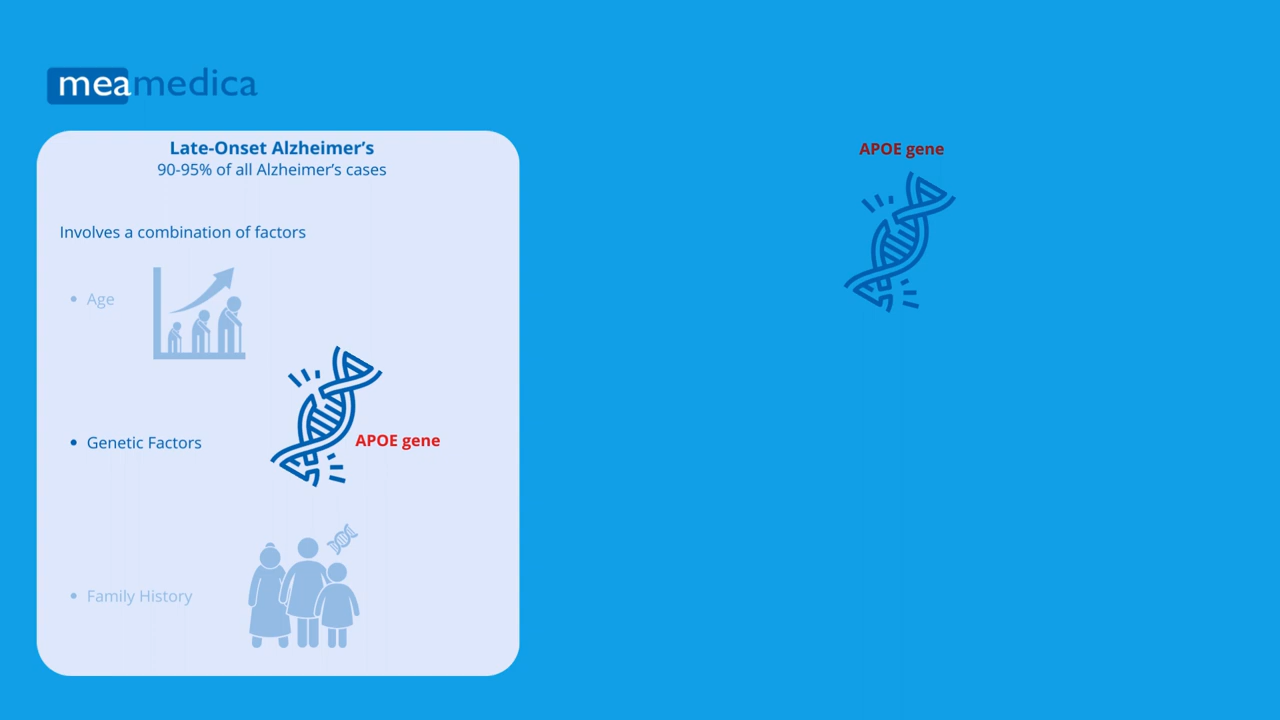 meamedica
Late-Onset Alzheimer’s
90-95% of all Alzheimer’s cases
Involves a combination of factors
• Age
• Genetic Factors
APOE gene
• Family History
APOE gene